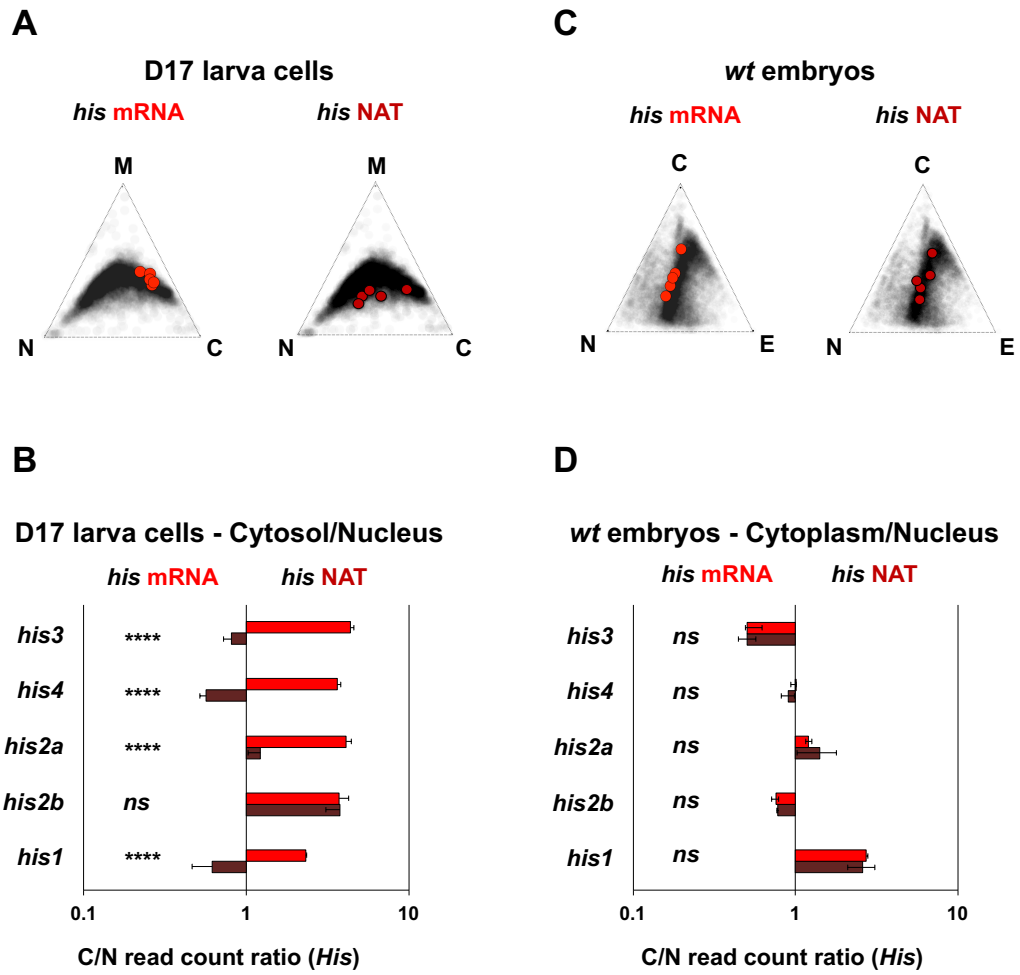 A
D17 larva cells
his mRNA
his NAT
M
N
C
M
N
C
C
wt embryos
his mRNA
his NAT
C
N
E
C
N
E
B
D17 larva cells - Cytosol/Nucleus
his mRNA
his NAT
his3 ****
his4 ****
his2a ****
his2b ns
his1 ****
0.1 1 10
C/N read count ratio (His)
D
wt embryos - Cytoplasm/Nucleus
his mRNA
his NAT
his3 ns
his4 ns
his2a ns
his2b ns
his1 ns
0.1 1 10
C/N read count ratio (His)